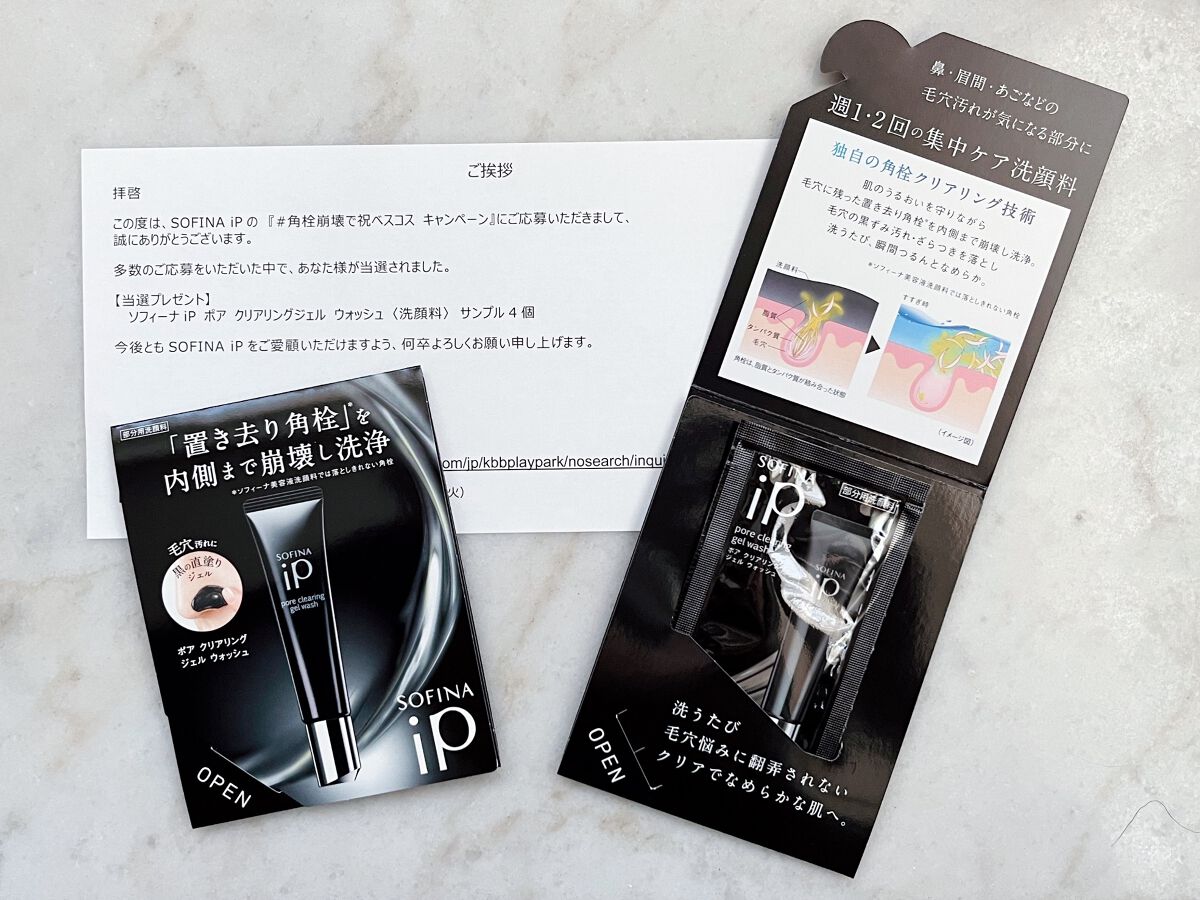 ご挨拶
拝啓
この度は、SOFINA iPの『#角栓崩壊で祝ベスコス キャンペーン』にご応募いただきまして、
誠にありがとうございます。
多数のご応募をいただいた中で、あなた様が当選されました。
【当選プレゼント】
ソフィーナiP ポア クリアリングジェル ウォッシュ〈洗顔料〉 サンプル4個
今後ともSOFINA iPをご愛顧いただけますよう、何卒よろしくお願い申し上げます。
om/jp/kbbplaypark/nosearch/inqui
火)
部分用洗顔料
「置き去り角栓」*を
内側まで崩壊し洗浄
*ソフィーナ美容液洗顔料では落としきれない角栓
毛穴汚れに
黒の直塗り
ジェル
ポア クリアリング
ジェル ウォッシュ
SOFINA
iP
pore clearing
gel wash
SOFINA
iP
OPEN
鼻・眉間・あごなどの
毛穴汚れが気になる部分に
週1・2回の集中ケア洗顔料
独自の角栓クリアリング技術
肌のうるおいを守りながら
毛穴に残った置き去り角栓*を内側まで崩壊し洗浄。
毛穴の黒ずみ汚れ・ざらつきを落とし
洗うたび、瞬間つるんとなめらか。
*ソフィーナ美容液洗顔料では落としきれない角栓
洗顔料
脂質
タンパク質
毛穴
角栓は、脂質とタンパク質が絡み合った状態
すすぎ時
(イメージ図)
SOFINA
iP
部分用洗顔料
pore clearing
gel wash
ポア クリアリング
ジェル ウォッシュ
SOFINA
iP
洗うたび
毛穴悩みに翻弄されない
クリアでなめらかな肌へ。
OPEN